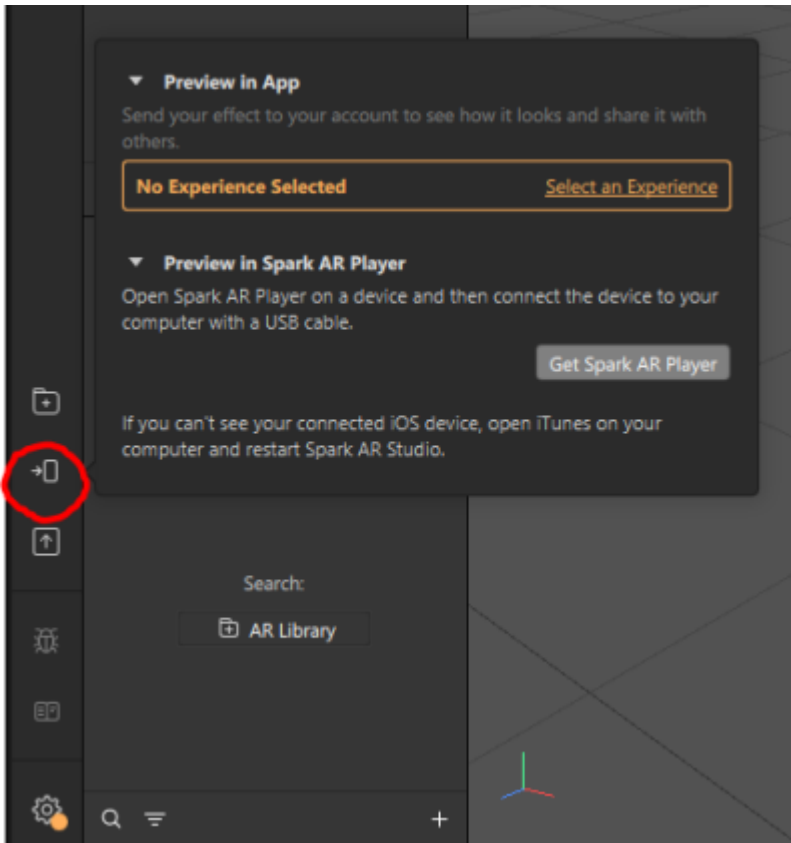 Preview in App
Send your effect to your account to see how it looks and share it with
others.
No Experience Selected Select an Experience
Preview in Spark AR Player
Open Spark AR Player on a device and then connect the device to your
computer with a USB cable.
Get Spark AR Player
If you can't see your connected iOS device, open iTunes on your
computer and restart Spark AR Studio.
Search:
AR Library